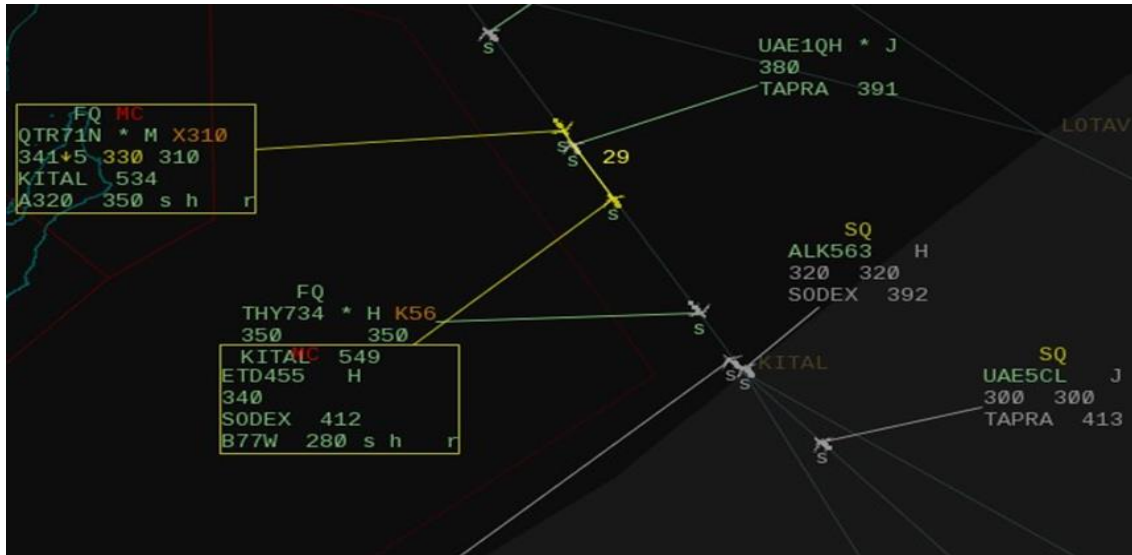 UAE1QH * J
380
TAPRA 391
LOTAV
FQ MC
QTR71N * M X310
341↓5 330 310
KITAL 534
A320 350 s h r
s
s
s
29
s
SQ
ALK563 H
320 320
SODEX 392
FQ
THY734 * H K56
350 350
KITAL 549
MC
ETD455 H
340
SODEX 412
B77W 280 s h r
s
KITAL
s
s
SQ
UAE5CL J
300 300
TAPRA 413
s